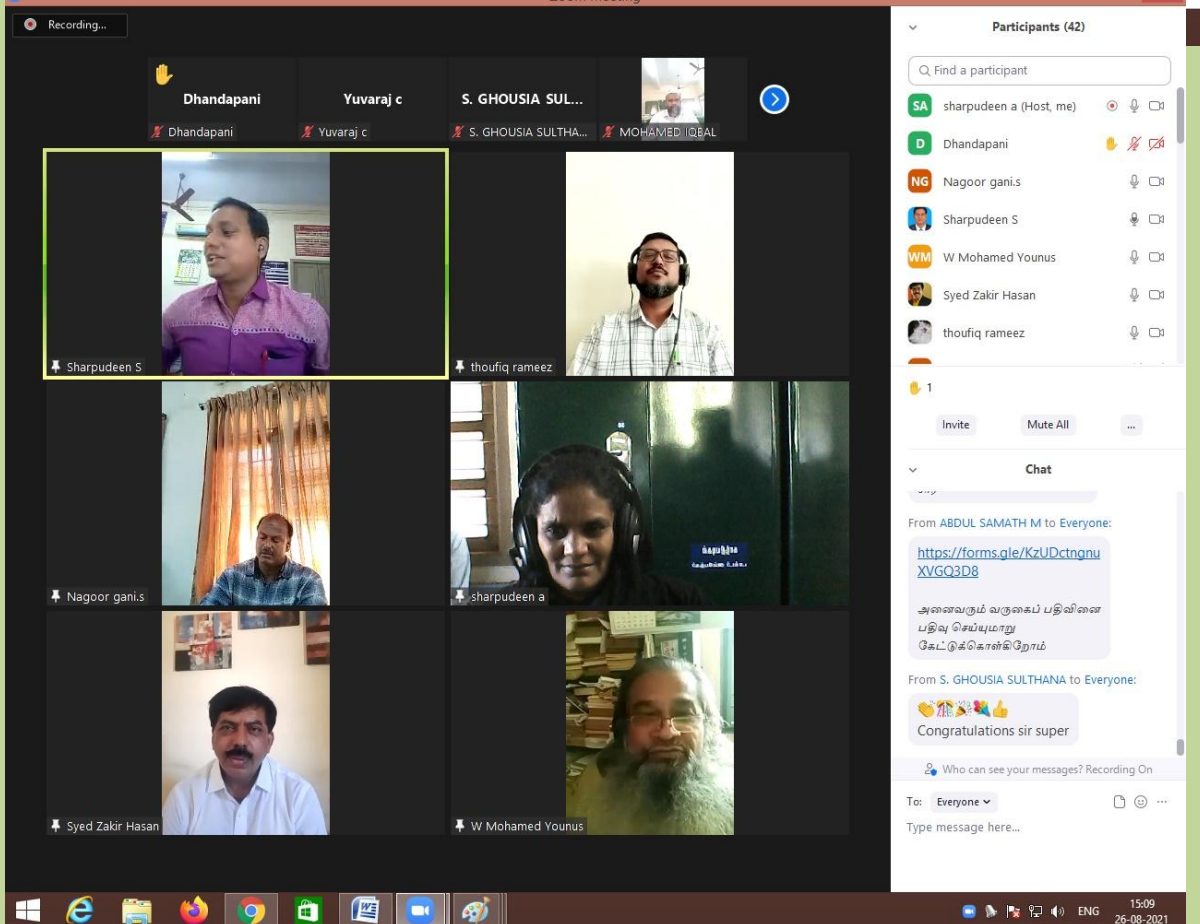 Zoom Meeting
Recording...
Dhandapani
Yuvaraj c
S. GHOUSIA SUL...
Dhandapani
Yuvaraj c
S. GHOUSIA SULTHA...
MOHAMED IQBAL
Sharpudeen S
thoufiq rameez
Nagoor gani.s
sharpudeen a
Syed Zakir Hasan
W Mohamed Younus
Participants (42)
Find a participant
SA sharpudeen a (Host, me)
D Dhandapani
NG Nagoor gani.s
Sharpudeen S
WM W Mohamed Younus
Syed Zakir Hasan
thoufiq rameez
1
Invite Mute All ...
Chat
From ABDUL SAMATH M to Everyone:
https://forms.gle/KzUDctngnu
XVGQ3D8
அனைவரும் வருகைப் பதிவினை
பதிவு செய்யுமாறு
கேட்டுக்கொள்கிறோம்
From S. GHOUSIA SULTHANA to Everyone:
Congratulations sir super
Who can see your messages? Recording On
To: Everyone
Type message here...
ENG
15:09
26-08-2021